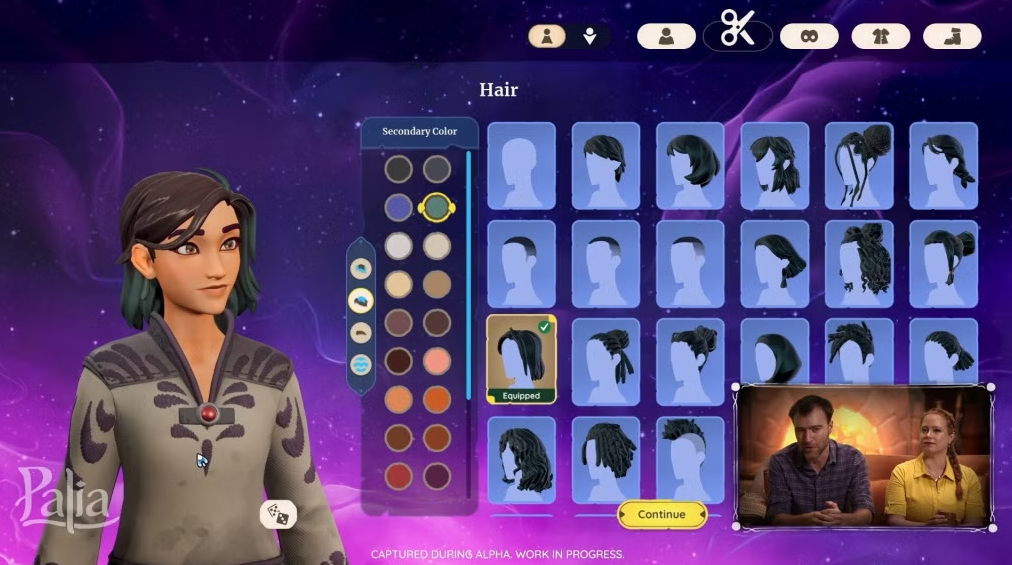 Hair
Secondary Color
Equipped
Palia
Continue
CAPTURED DURING ALPHA. WORK IN PROGRESS.